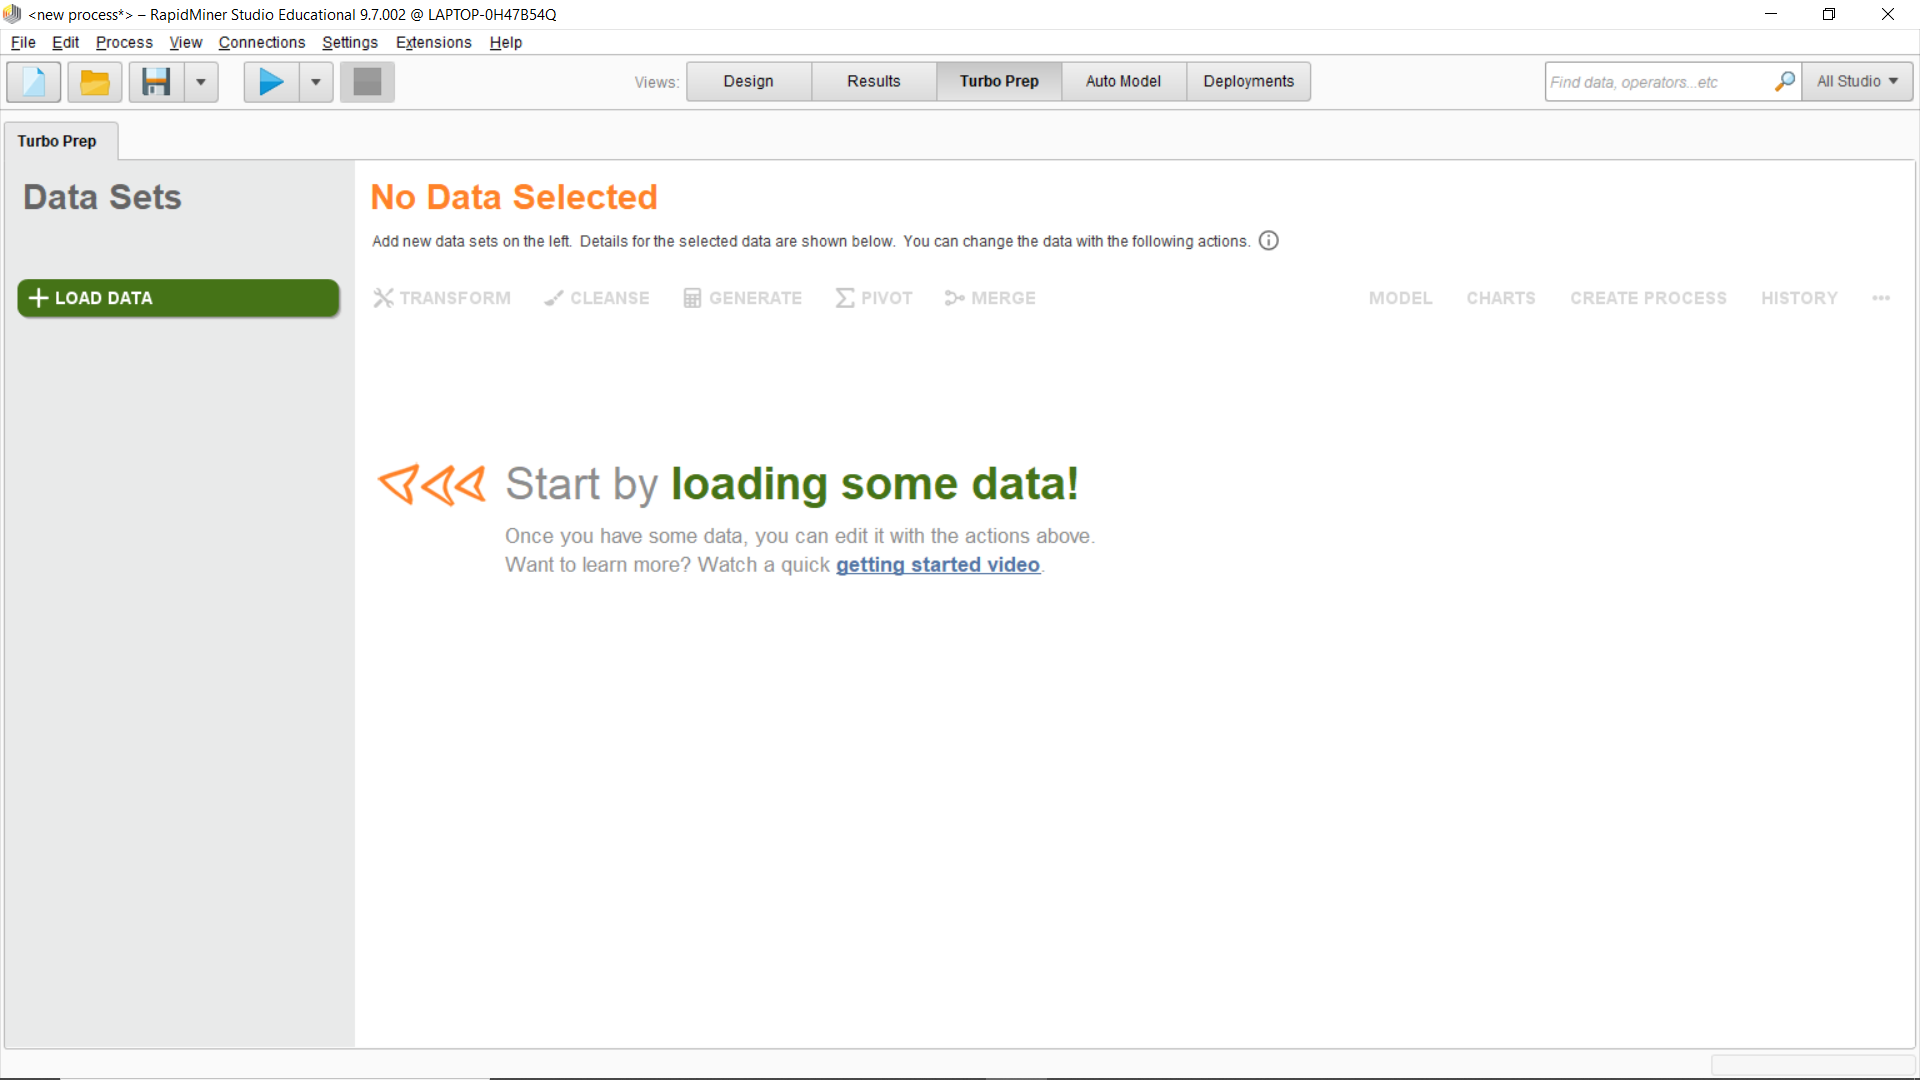 <new process*> – RapidMiner Studio Educational 9.7.002 @ LAPTOP-0H47B54Q
File Edit Process View Connections Settings Extensions Help
Views: Design Results Turbo Prep Auto Model Deployments Find data, operators...etc All Studio
Turbo Prep
Data Sets
No Data Selected
Add new data sets on the left. Details for the selected data are shown below. You can change the data with the following actions.
LOAD DATA
TRANSFORM CLEANSE GENERATE PIVOT MERGE MODEL CHARTS CREATE PROCESS HISTORY ...
Start by loading some data!
Once you have some data, you can edit it with the actions above.
Want to learn more? Watch a quick getting started video.